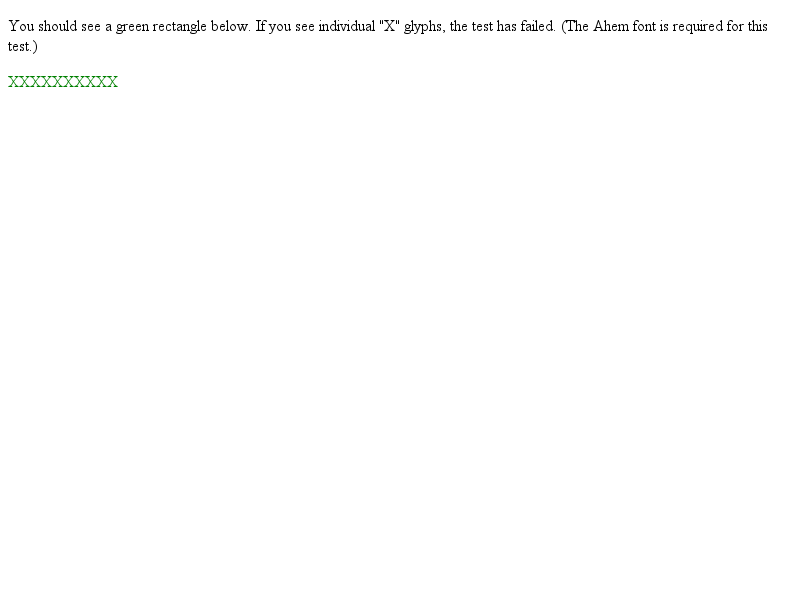 You should see a green rectangle below. If you see individual "X" glyphs, the test has failed. (The Ahem font is required for this
test.)
XXXXXXXXXX